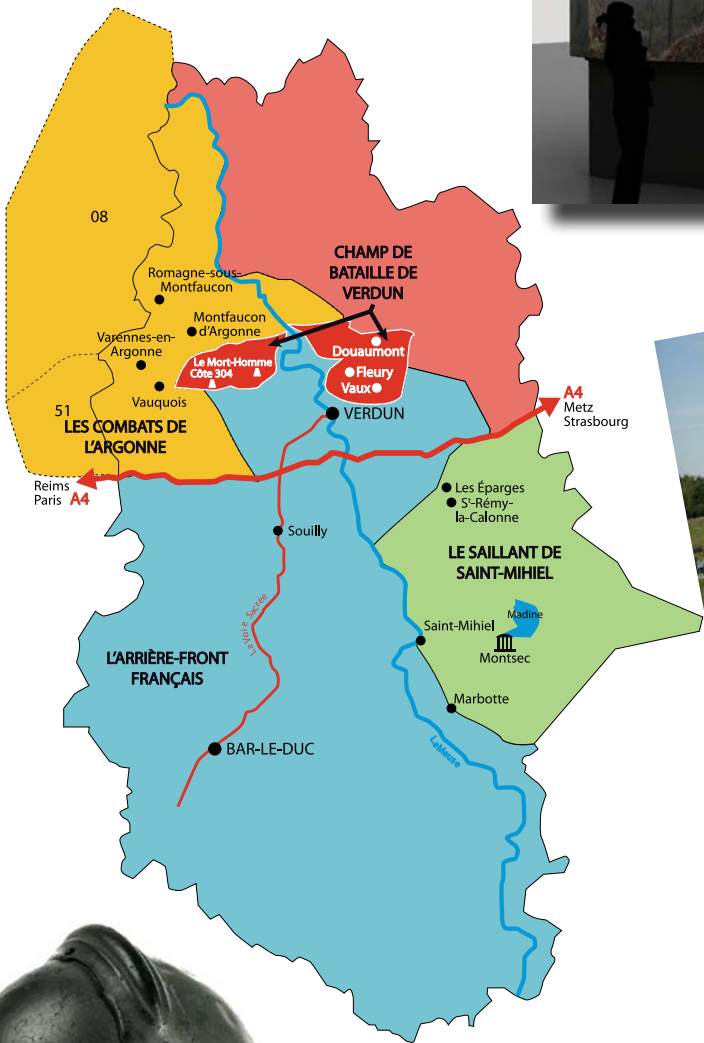 08
CHAMP DE
BATAILLE DE
VERDUN
Romagne-sous-
Montfaucon
Montfaucon
d'Argonne
Varennes-en-
Argonne
Le Mort-Homme
Côte 304
Douaumont
Fleury
Vaux
Vauquois
51
LES COMBATS DE
L'ARGONNE
VERDUN
A4
Metz
Strasbourg
Reims
Paris A4
Les Éparges
St-Rémy-
la-Calonne
Souilly
LE SAILLANT DE
SAINT-MIHIEL
La Voie Sacrée
Madine
Saint-Mihiel
Montsec
L'ARRIÈRE-FRONT
FRANÇAIS
Marbotte
La Meuse
BAR-LE-DUC